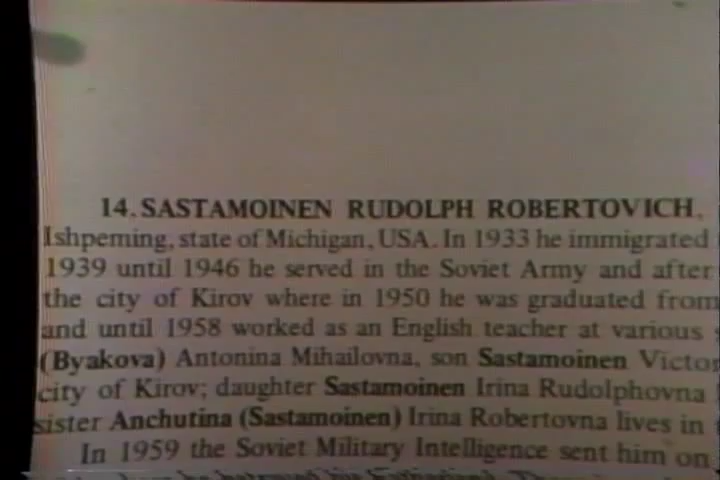 14. SASTAMOINEN RUDOLPH ROBERTOVICH,
Ishpeming, state of Michigan, USA. In 1933 he immigrated
1939 until 1946 he served in the Soviet Army and after
the city of Kirov where in 1950 he was graduated from
and until 1958 worked as an English teacher at various
(Byakova) Antonina Mihailovna, son Sastamoinen Victor
city of Kirov; daughter Sastamoinen Irina Rudolphovna
sister Anchutina (Sastamoinen) Irina Robertovna lives in
In 1959 the Soviet Military Intelligence sent him on